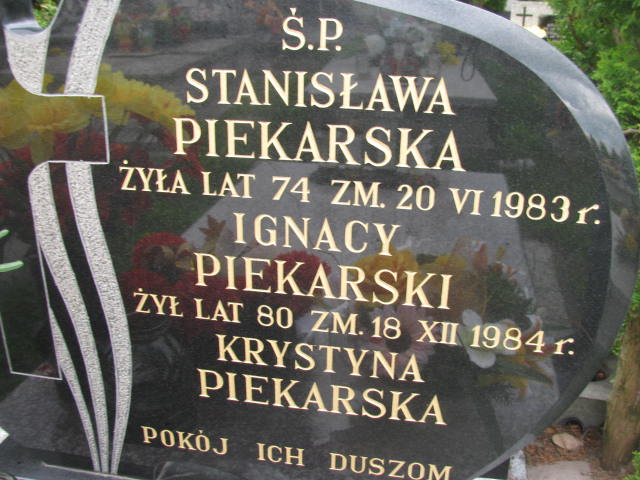 Ś.P.
STANISŁAWA
PIEKARSKA
ŻYŁA LAT 74 ZM. 20 VI 1983 r.
IGNACY
PIEKARSKI
ŻYŁ LAT 80 ZM. 18 XII 1984 r.
KRYSTYNA
PIEKARSKA
POKÓJ ICH DUSZOM